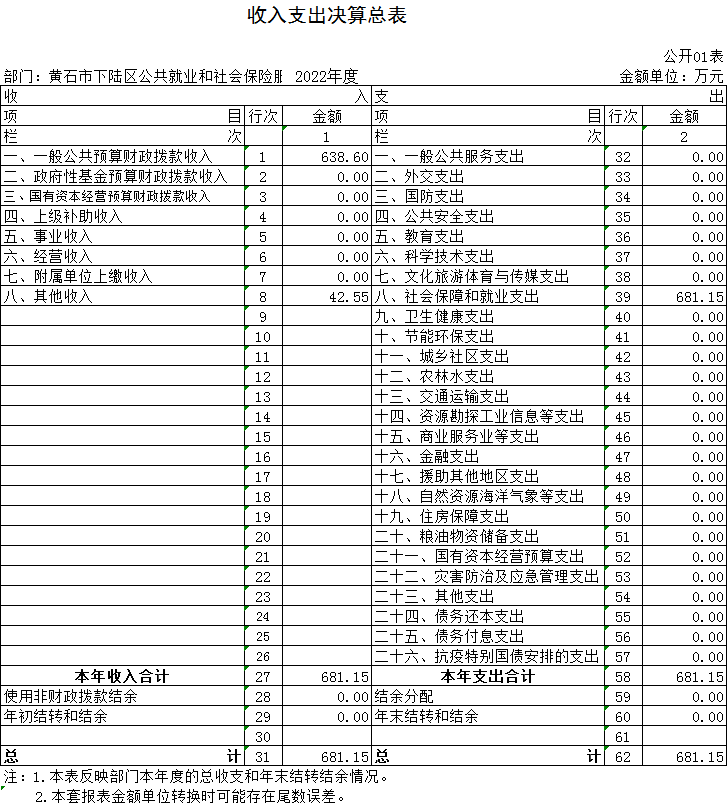 收入支出决算总表
公开01表
部门：黄石市下陆区公共就业和社会保险服 2022年度 金额单位：万元
收 入 支 出
项 目 行次 金额 项 目 行次 金额
栏 次 1 栏 次 2
一、一般公共预算财政拨款收入 1 638.60 一、一般公共服务支出 32 0.00
二、政府性基金预算财政拨款收入 2 0.00 二、外交支出 33 0.00
三、国有资本经营预算财政拨款收入 3 0.00 三、国防支出 34 0.00
四、上级补助收入 4 0.00 四、公共安全支出 35 0.00
五、事业收入 5 0.00 五、教育支出 36 0.00
六、经营收入 6 0.00 六、科学技术支出 37 0.00
七、附属单位上缴收入 7 0.00 七、文化旅游体育与传媒支出 38 0.00
八、其他收入 8 42.55 八、社会保障和就业支出 39 681.15
9 九、卫生健康支出 40 0.00
10 十、节能环保支出 41 0.00
11 十一、城乡社区支出 42 0.00
12 十二、农林水支出 43 0.00
13 十三、交通运输支出 44 0.00
14 十四、资源勘探工业信息等支出 45 0.00
15 十五、商业服务业等支出 46 0.00
16 十六、金融支出 47 0.00
17 十七、援助其他地区支出 48 0.00
18 十八、自然资源海洋气象等支出 49 0.00
19 十九、住房保障支出 50 0.00
20 二十、粮油物资储备支出 51 0.00
21 二十一、国有资本经营预算支出 52 0.00
22 二十二、灾害防治及应急管理支出 53 0.00
23 二十三、其他支出 54 0.00
24 二十四、债务还本支出 55 0.00
25 二十五、债务付息支出 56 0.00
26 二十六、抗疫特别国债安排的支出 57 0.00
本年收入合计 27 681.15 本年支出合计 58 681.15
使用非财政拨款结余 28 0.00 结余分配 59 0.00
年初结转和结余 29 0.00 年末结转和结余 60 0.00
30 61
总 计 31 681.15 总 计 62 681.15
注：1.本表反映部门本年度的总收支和年末结转结余情况。
2.本套报表金额单位转换时可能存在尾数误差。